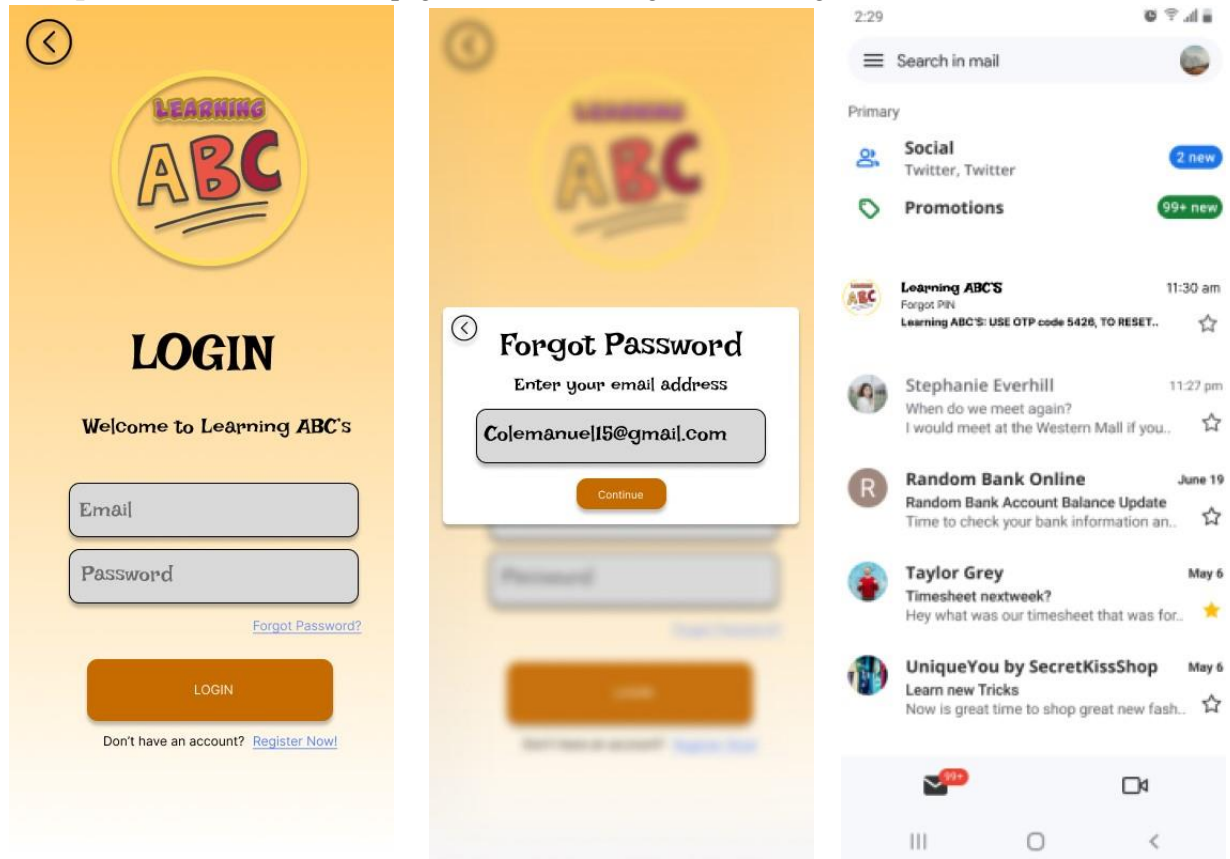 LEARNING
ABC
LOGIN
Welcome to Learning ABC's
Email
Password
Forgot Password?
LOGIN
Don't have an account? Register Now!
LEARNING
ABC
Forgot Password
Enter your email address
Colemanuel15@gmail.com
Continue
Password
2:29
Search in mail
Primary
Social
2 new
Twitter, Twitter
Promotions
99+ new
Learning ABC'S
11:30 am
Forgot PIN
Learning ABC'S: USE OTP code 5426, TO RESET..
Stephanie Everhill
11:27 pm
When do we meet again?
I would meet at the Western Mall if you..
R
Random Bank Online
June 19
Random Bank Account Balance Update
Time to check your bank information an..
Taylor Grey
May 6
Timesheet nextweek?
Hey what was our timesheet that was for..
UniqueYou by SecretKissShop
May 6
Learn new Tricks
Now is great time to shop great new fash..
99+